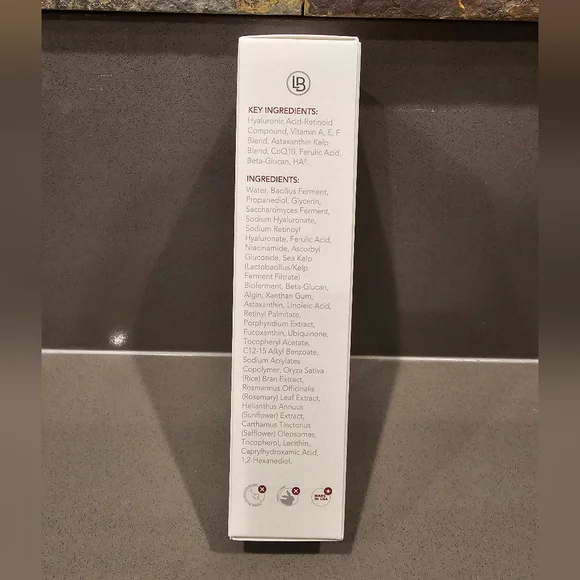 LB
KEY INGREDIENTS:
Hyaluronic Acid-Retinoid
Compound, Vitamin A, E, F
Blend, Astaxanthin Kelp
Blend, CoQ10, Ferulic Acid,
Beta-Glucan, HA¹.
INGREDIENTS:
Water, Bacillus Ferment,
Propanediol, Glycerin,
Saccharomyces Ferment,
Sodium Hyaluronate,
Sodium Retinoyl
Hyaluronate, Ferulic Acid,
Niacinamide, Ascorbyl
Glucoside, Sea Kelp
(Lactobacillus/Kelp
Ferment Filtrate)
Bioferment, Beta-Glucan,
Algin, Xanthan Gum,
Astaxanthin, Linoleic Acid,
Retinyl Palmitate,
Porphyridium Extract,
Fucoxanthin, Ubiquinone,
Tocopheryl Acetate,
C12-15 Alkyl Benzoate,
Sodium Acrylates
Copolymer, Oryza Sativa
(Rice) Bran Extract,
Rosmarinus Officinalis
(Rosemary) Leaf Extract,
Helianthus Annuus
(Sunflower) Extract,
Carthamus Tinctorius
(Safflower) Oleosomes,
Tocopherol, Lecithin,
Caprylhydroxamic Acid,
1,2-Hexanediol.
MADE
IN USA